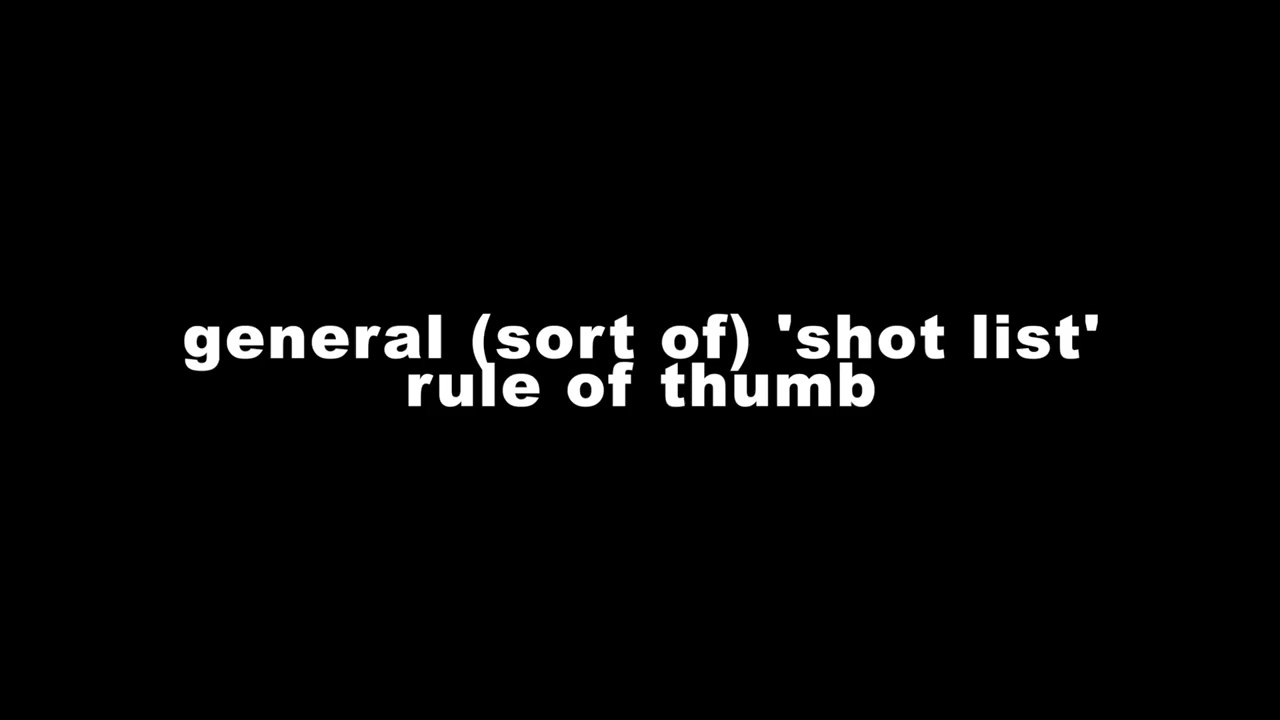 general (sort of) 'shot list'
rule of thumb